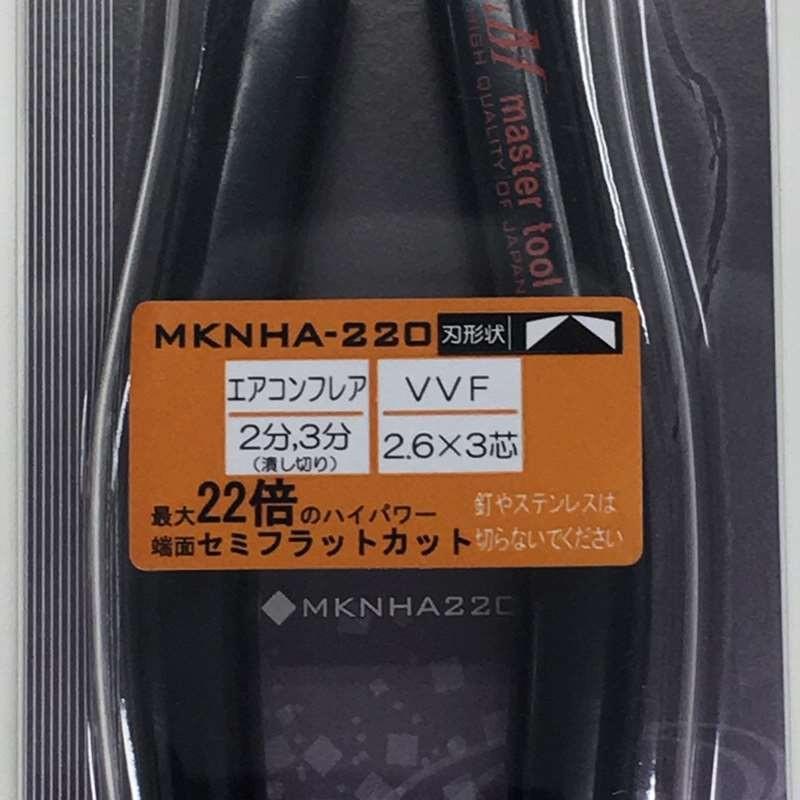 master tool
HIGH QUALITY OF JAPAN
MKNHA-220 刃形状
エアコンフレア
2分,3分
(潰し切り)
VVF
2.6×3芯
最大22倍のハイパワー
端面セミフラットカット
釘やステンレスは
切らないでください
MKNHA220